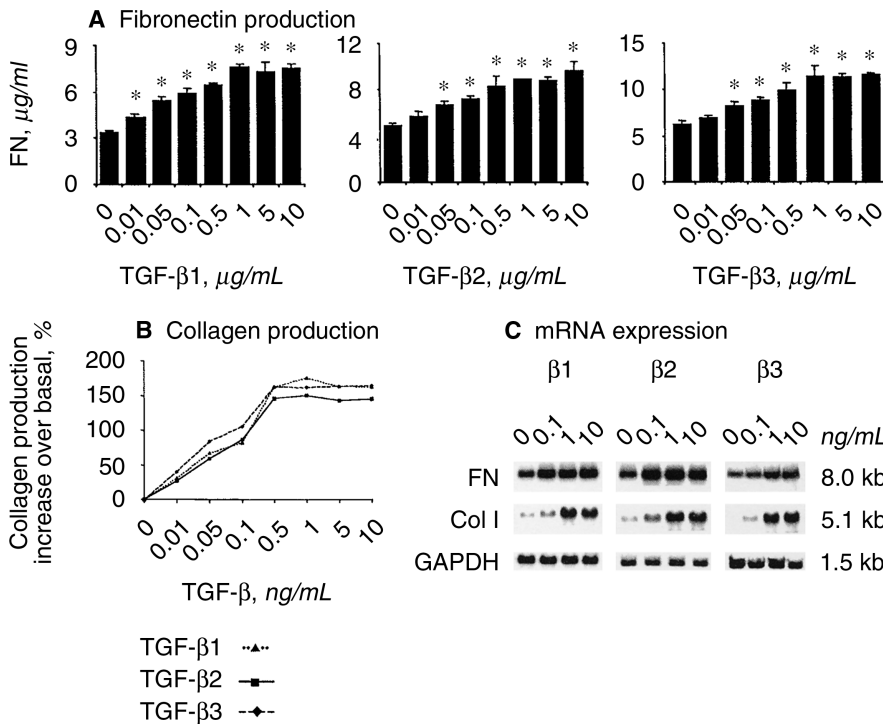 A Fibronectin production
FN, μg/ml
9
6
3
0
0 0.01 0.05 0.1 0.5 1 5 10
TGF-β1, μg/mL
12
8
4
0
0 0.01 0.05 0.1 0.5 1 5 10
TGF-β2, μg/mL
15
10
5
0
0 0.01 0.05 0.1 0.5 1 5 10
TGF-β3, μg/mL
* * * * * * *
* * * * * *
* * * * * *
B Collagen production
Collagen production
increase over basal, %
200
150
100
50
0
0 0.01 0.05 0.1 0.5 1 5 10
TGF-β, ng/mL
TGF-β1
TGF-β2
TGF-β3
C mRNA expression
β1 β2 β3
0 0.1 1 10 0 0.1 1 10 0 0.1 1 10 ng/mL
FN 8.0 kb
Col I 5.1 kb
GAPDH 1.5 kb